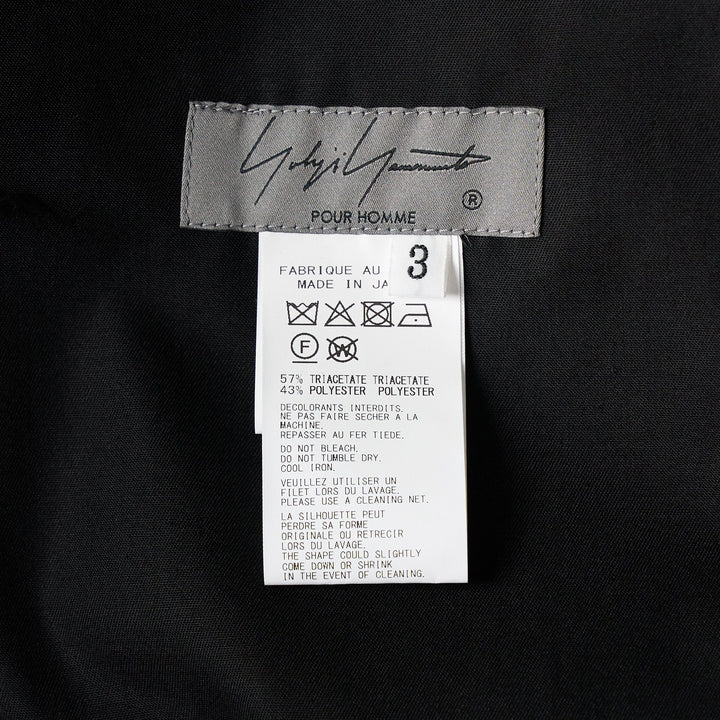 Yohji Yamamoto
®
POUR HOMME
3
FABRIQUE AU
MADE IN JA
F
W
57% TRIACETATE TRIACETATE
43% POLYESTER POLYESTER
DECOLORANTS INTERDITS.
NE PAS FAIRE SECHER A LA
MACHINE.
REPASSER AU FER TIEDE.
DO NOT BLEACH.
DO NOT TUMBLE DRY.
COOL IRON.
VEUILLEZ UTILISER UN
FILET LORS DU LAVAGE.
PLEASE USE A CLEANING NET.
LA SILHOUETTE PEUT
PERDRE SA FORME
ORIGINALE OU RETRECIR
LORS DU LAVAGE.
THE SHAPE COULD SLIGHTLY
COME DOWN OR SHRINK
IN THE EVENT OF CLEANING.